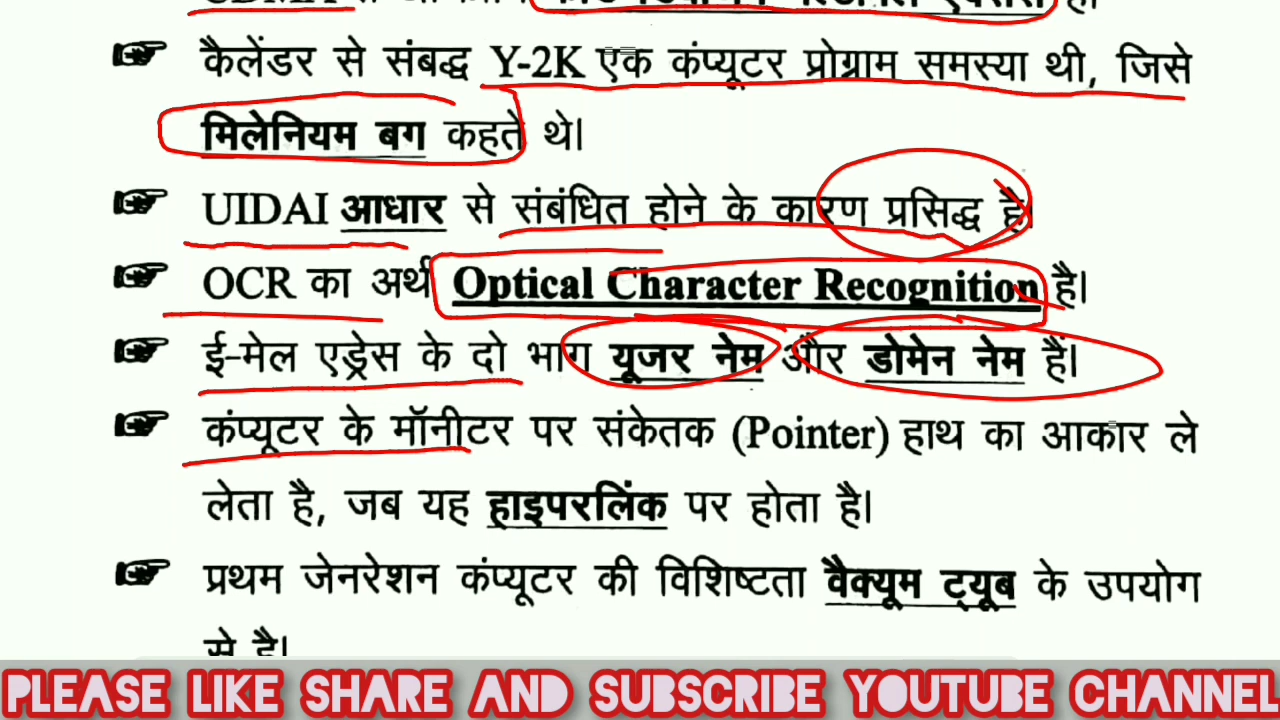 ☞ कैलेंडर से संबद्ध Y-2K एक कंप्यूटर प्रोग्राम समस्या थी, जिसे
मिलेनियम बग कहते थे।
☞ UIDAI आधार से संबंधित होने के कारण प्रसिद्ध है।
☞ OCR का अर्थ Optical Character Recognition है।
☞ ई-मेल एड्रेस के दो भाग यूजर नेम और डोमेन नेम हैं।
☞ कंप्यूटर के मॉनीटर पर संकेतक (Pointer) हाथ का आकार ले
लेता है, जब यह हाइपरलिंक पर होता है।
☞ प्रथम जेनरेशन कंप्यूटर की विशिष्टता वैक्यूम ट्यूब के उपयोग
से है।
PLEASE LIKE SHARE AND SUBSCRIBE YOUTUBE CHANNEL